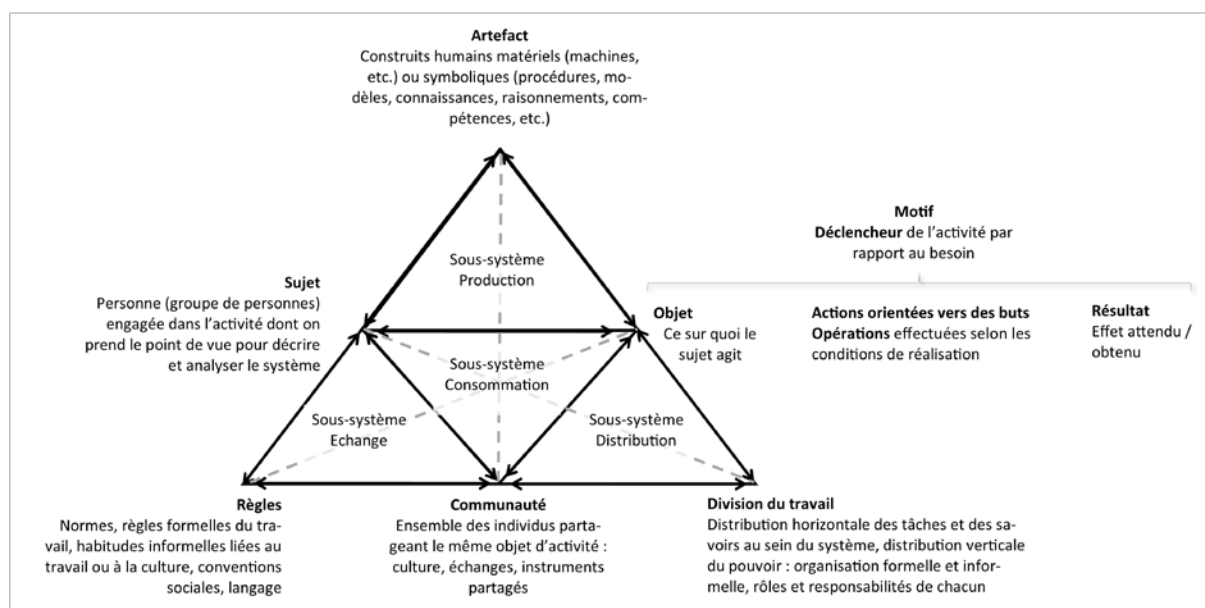 Artefact
Construits humains matériels (machines,
etc.) ou symboliques (procédures, mo-
dèles, connaissances, raisonnements, com-
pétences, etc.)
Motif
Déclencheur de l'activité par
rapport au besoin
Sous-système
Production
Sujet
Personne (groupe de personnes)
engagée dans l'activité dont on
prend le point de vue pour décrire
et analyser le système
Objet
Ce sur quoi le
sujet agit
Actions orientées vers des buts
Opérations effectuées selon les
conditions de réalisation
Résultat
Effet attendu /
obtenu
Sous-système
Consommation
Sous-système
Echange
Sous-système
Distribution
Règles
Normes, règles formelles du tra-
vail, habitudes informelles liées au
travail ou à la culture, conventions
sociales, langage
Communauté
Ensemble des individus parta-
geant le même objet d'activité :
culture, échanges, instruments
partagés
Division du travail
Distribution horizontale des tâches et des sa-
voirs au sein du système, distribution verticale
du pouvoir : organisation formelle et infor-
melle, rôles et responsabilités de chacun